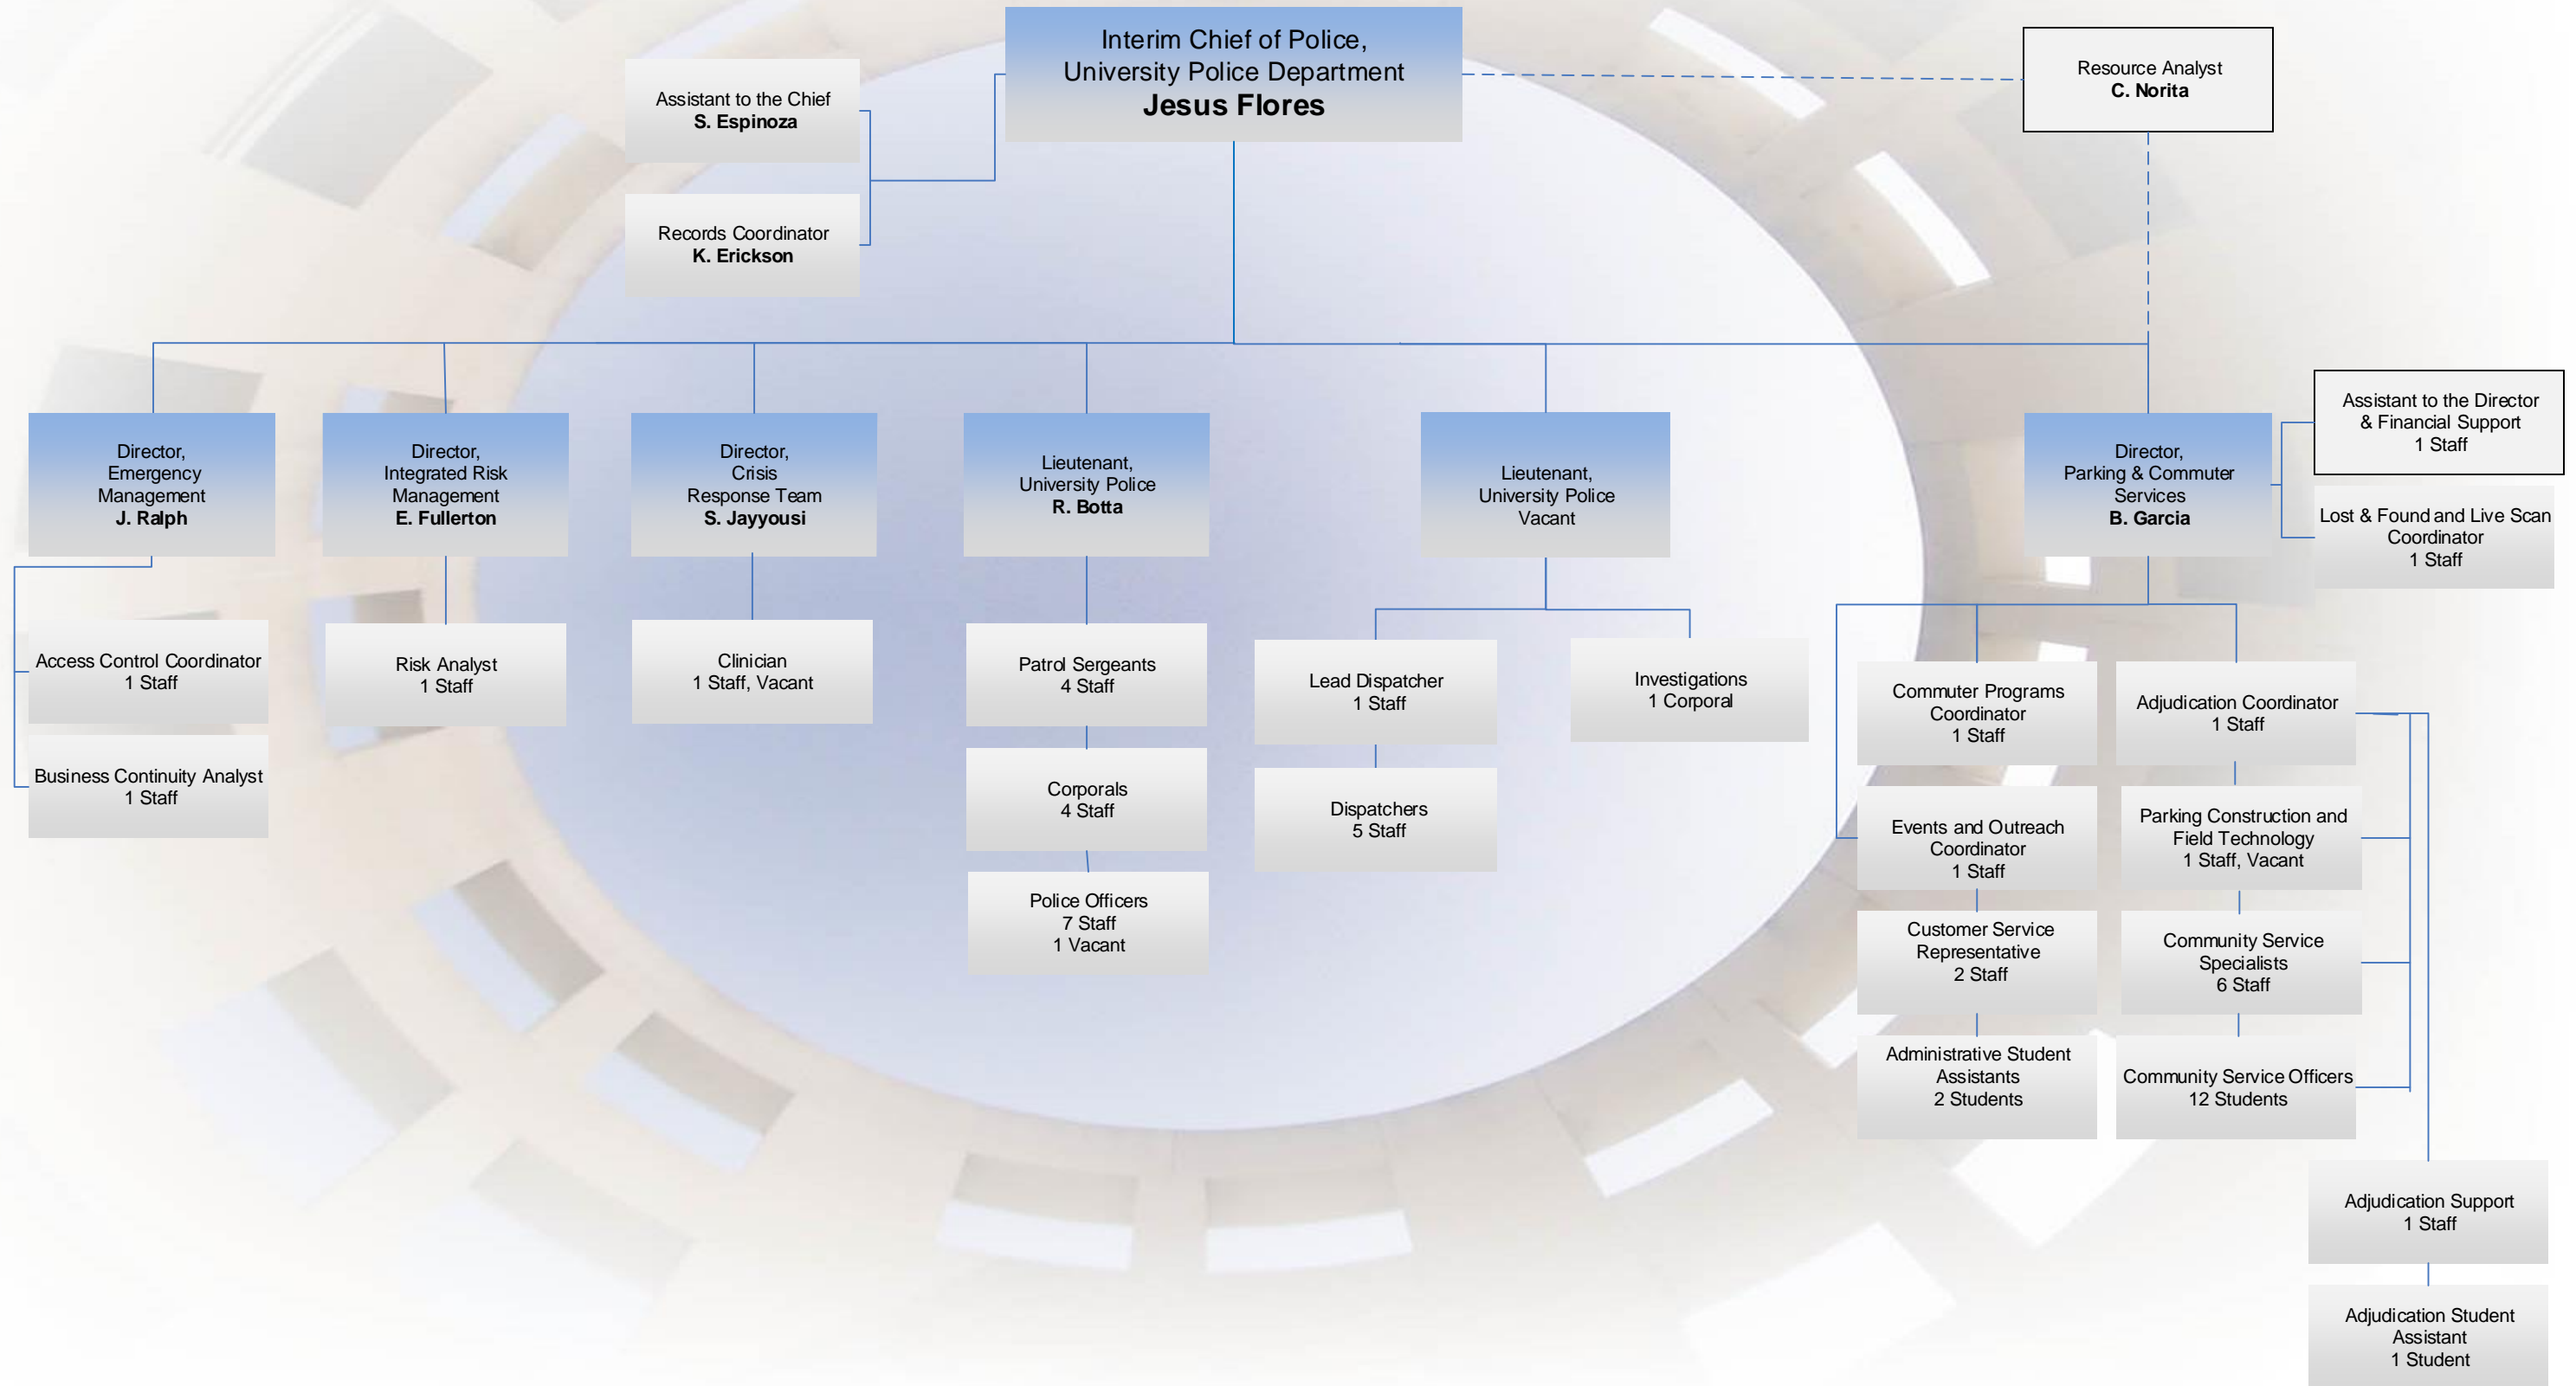 Interim Chief of Police,
University Police Department
Jesus Flores
Resource Analyst
C. Norita
Assistant to the Chief
S. Espinoza
Records Coordinator
K. Erickson
Director,
Emergency
Management
J. Ralph
Director,
Integrated Risk
Management
E. Fullerton
Director,
Crisis
Response Team
S. Jayyousi
Lieutenant,
University Police
R. Botta
Lieutenant,
University Police
Vacant
Director,
Parking & Commuter
Services
B. Garcia
Assistant to the Director
& Financial Support
1 Staff
Lost & Found and Live Scan
Coordinator
1 Staff
Access Control Coordinator
1 Staff
Business Continuity Analyst
1 Staff
Risk Analyst
1 Staff
Clinician
1 Staff, Vacant
Patrol Sergeants
4 Staff
Corporals
4 Staff
Police Officers
7 Staff
1 Vacant
Lead Dispatcher
1 Staff
Dispatchers
5 Staff
Investigations
1 Corporal
Commuter Programs
Coordinator
1 Staff
Events and Outreach
Coordinator
1 Staff
Customer Service
Representative
2 Staff
Administrative Student
Assistants
2 Students
Adjudication Coordinator
1 Staff
Parking Construction and
Field Technology
1 Staff, Vacant
Community Service
Specialists
6 Staff
Community Service Officers
12 Students
Adjudication Support
1 Staff
Adjudication Student
Assistant
1 Student